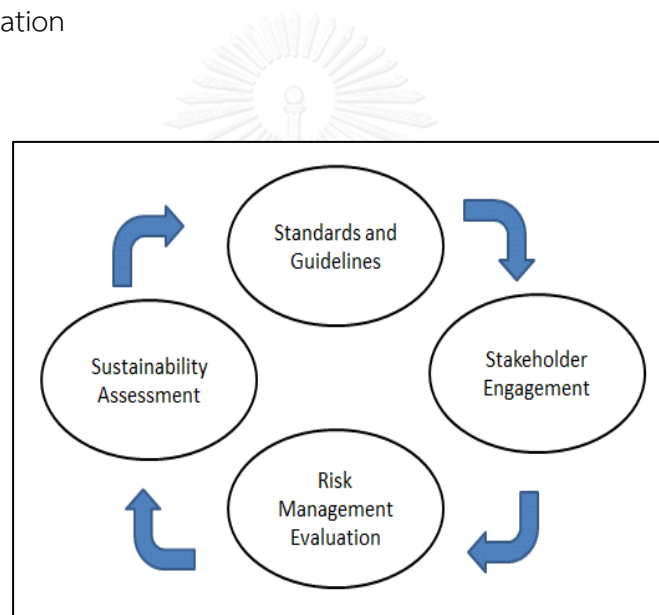 ation
Standards and
Guidelines
Stakeholder
Engagement
Risk
Management
Evaluation
Sustainability
Assessment